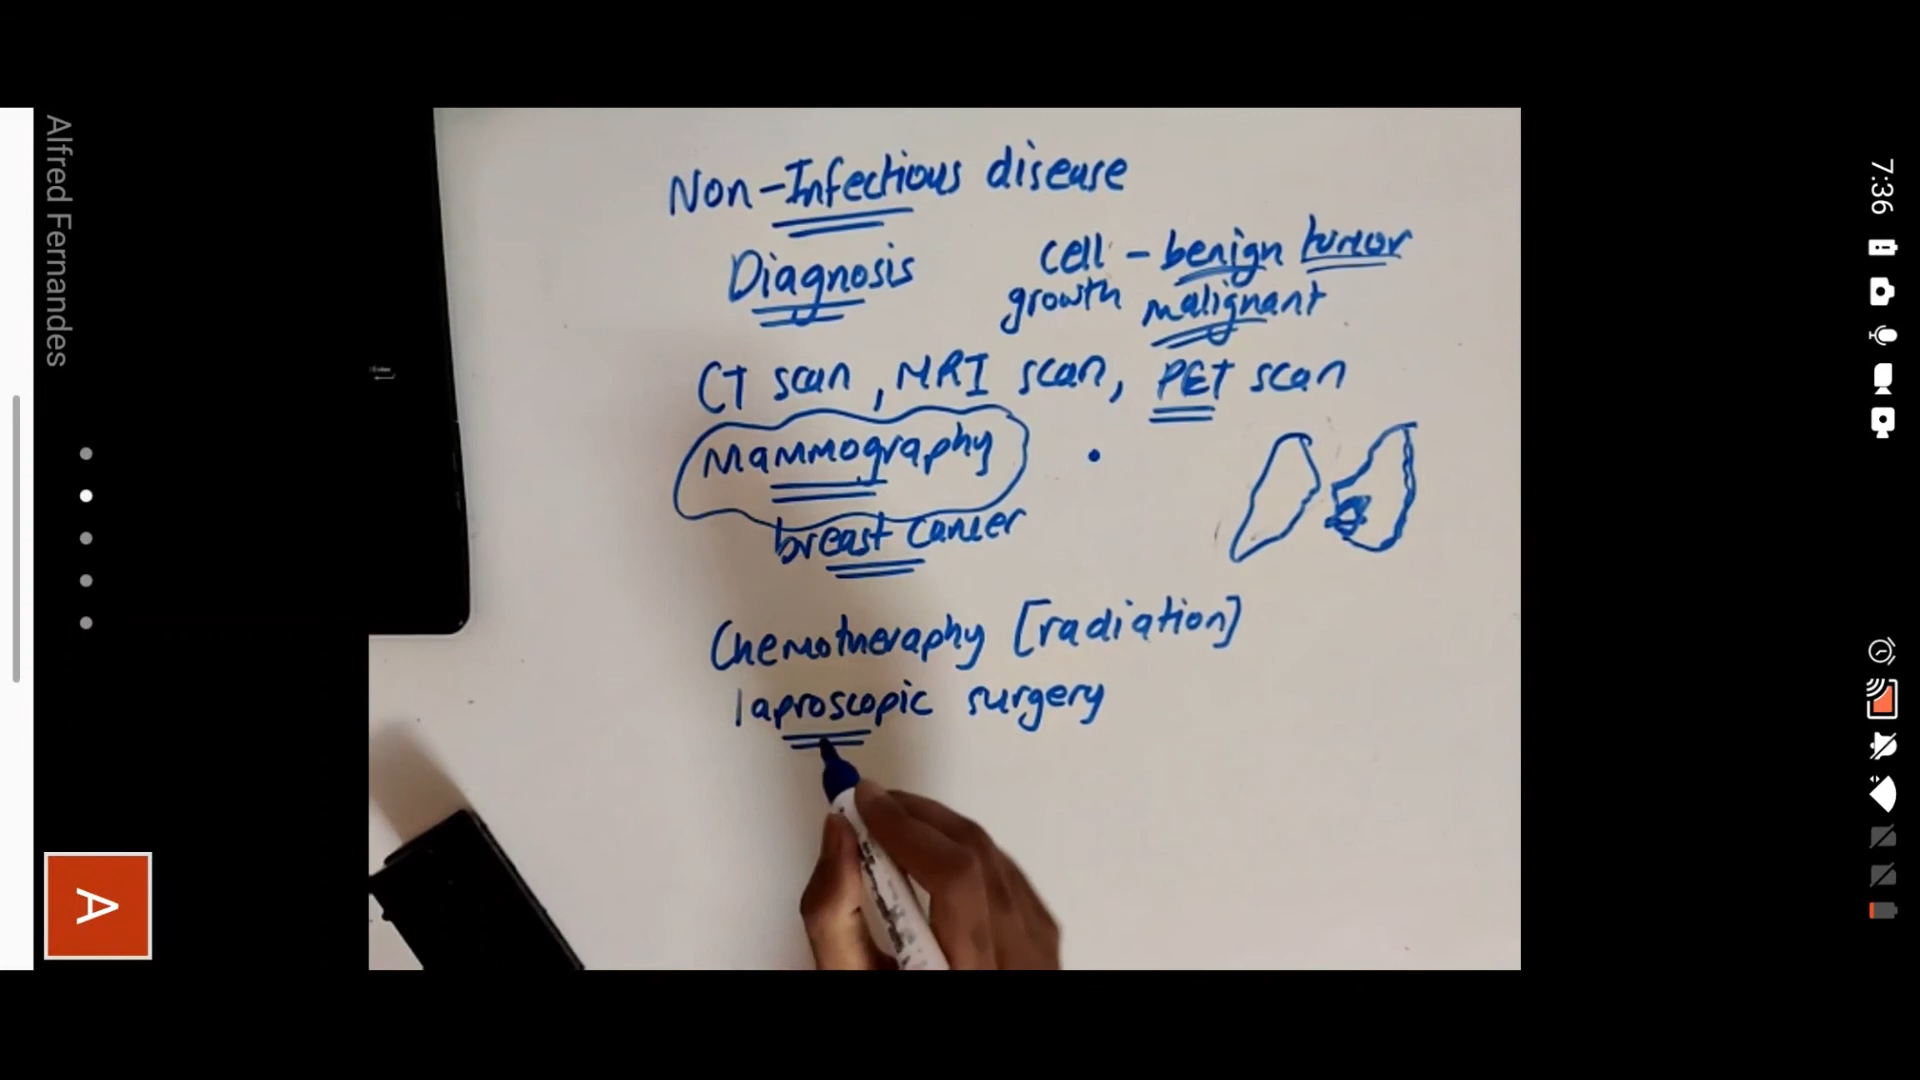 Alfred Fernandes
Non-Infectious disease
Diagnosis
cell - benign tumor
growth malignant
CT scan, MRI scan, PET scan
Mammography
breast cancer
Chemotheraphy [radiation]
laproscopic surgery
A
7:36